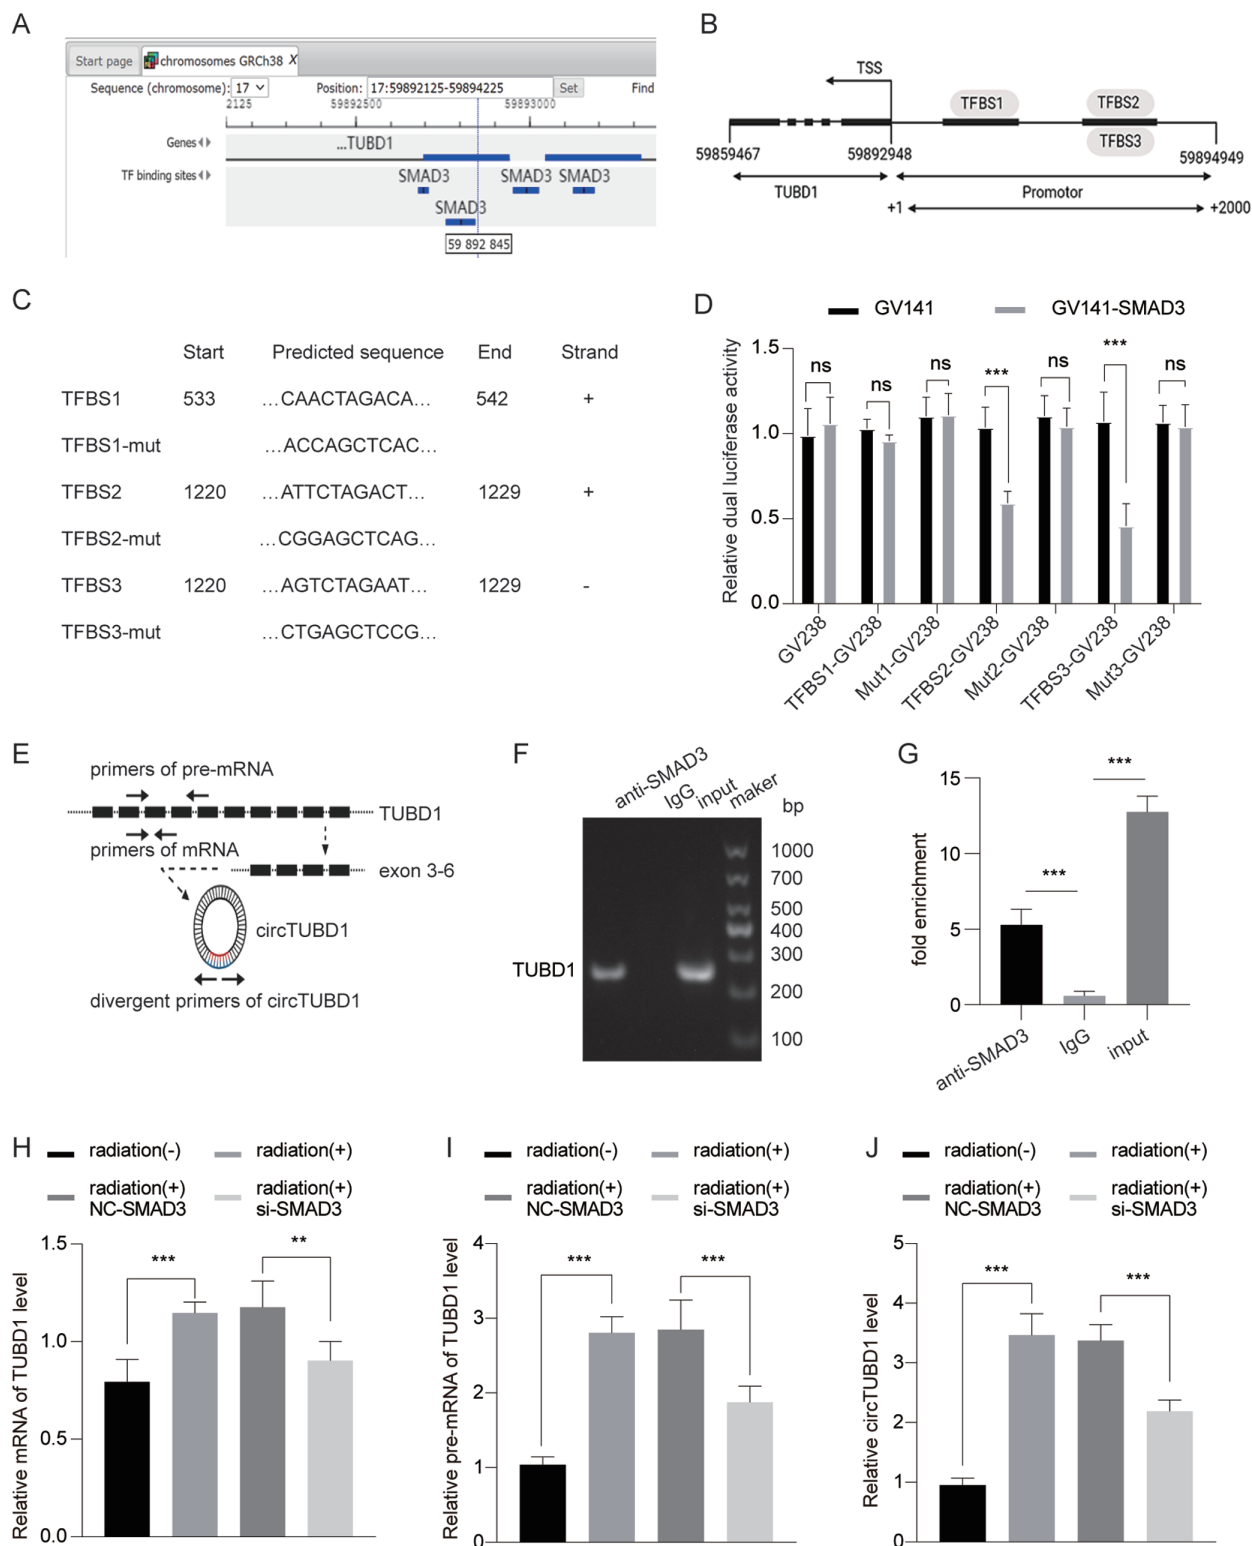 A
Start page
chromosomes GRCh38 X
Sequence (chromosome): 17
Position: 17:59892125-59894225 Set Find
2125 59892500 59893000
Genes
...TUBD1
TF binding sites
SMAD3 SMAD3 SMAD3
SMAD3
59 892 845
B
TSS
TFBS1 TFBS2
TFBS3
59859467 59892948 59894949
TUBD1 Promotor
+1 +2000
C
Start Predicted sequence End Strand
TFBS1 533 ...CAACTAGACA... 542 +
TFBS1-mut ...ACCAGCTCAC...
TFBS2 1220 ...ATTCTAGACT... 1229 +
TFBS2-mut ...CGGAGCTCAG...
TFBS3 1220 ...AGTCTAGAAT... 1229 -
TFBS3-mut ...CTGAGCTCCG...
D
GV141 GV141-SMAD3
Relative dual luciferase activity
1.5
1.0
0.5
0.0
ns ns ns *** ns *** ns
GV238
TFBS1-GV238
Mut1-GV238
TFBS2-GV238
Mut2-GV238
TFBS3-GV238
Mut3-GV238
E
primers of pre-mRNA
TUBD1
primers of mRNA
exon 3-6
circTUBD1
divergent primers of circTUBD1
F
anti-SMAD3 IgG input maker
bp
1000
700
500
400
300
200
100
TUBD1
G
fold enrichment
15
10
5
0
*** ***
anti-SMAD3
IgG
input
H
radiation(-) radiation(+)
radiation(+) NC-SMAD3
radiation(+) si-SMAD3
Relative mRNA of TUBD1 level
1.5
1.0
0.5
0.0
*** **
I
radiation(-) radiation(+)
radiation(+) NC-SMAD3
radiation(+) si-SMAD3
Relative pre-mRNA of TUBD1 level
4
3
2
1
0
*** ***
J
radiation(-) radiation(+)
radiation(+) NC-SMAD3
radiation(+) si-SMAD3
Relative circTUBD1 level
5
4
3
2
1
0
*** ***